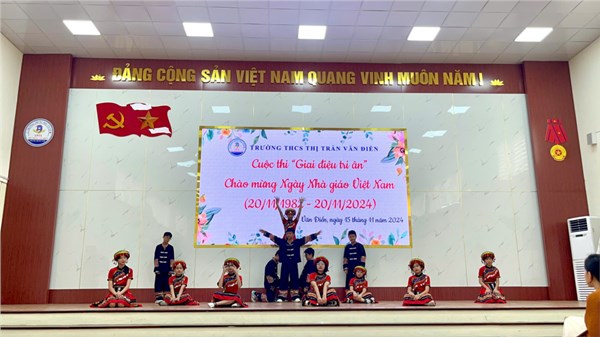 ĐẢNG CỘNG SẢN VIỆT NAM QUANG VINH MUÔN NĂM !
TRƯỜNG THCS THỊ TRẤN VĂN ĐIỂN
Cuộc thi "Giai điệu tri ân"
Chào mừng Ngày Nhà giáo Việt Nam
(20/11/1982 - 20/11/2024)
Văn Điển, ngày 15 tháng 11 năm 2024